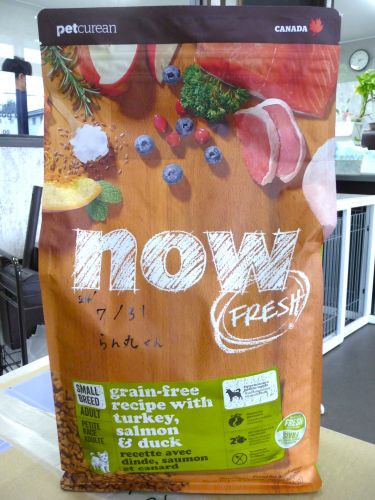 petcurean
CANADA
now
FRESH
24
7/31
らん丸くん
SMALL
BREED
ADULT
PETITE
RACE
ADULTE
grain-free
recipe with
turkey,
salmon
& duck
recette avec
dinde, saumon
et canard
FRESH